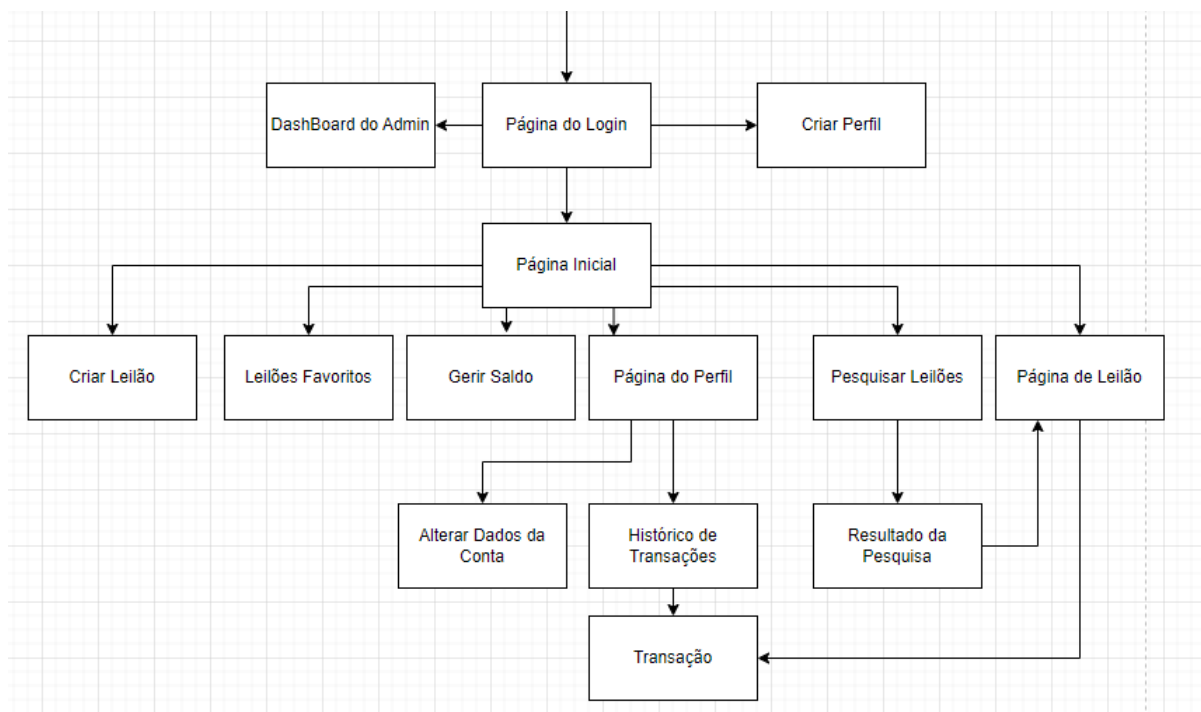 DashBoard do Admin
Página do Login
Criar Perfil
Página Inicial
Criar Leilão
Leilões Favoritos
Gerir Saldo
Página do Perfil
Pesquisar Leilões
Página de Leilão
Alterar Dados da
Conta
Histórico de
Transações
Resultado da
Pesquisa
Transação